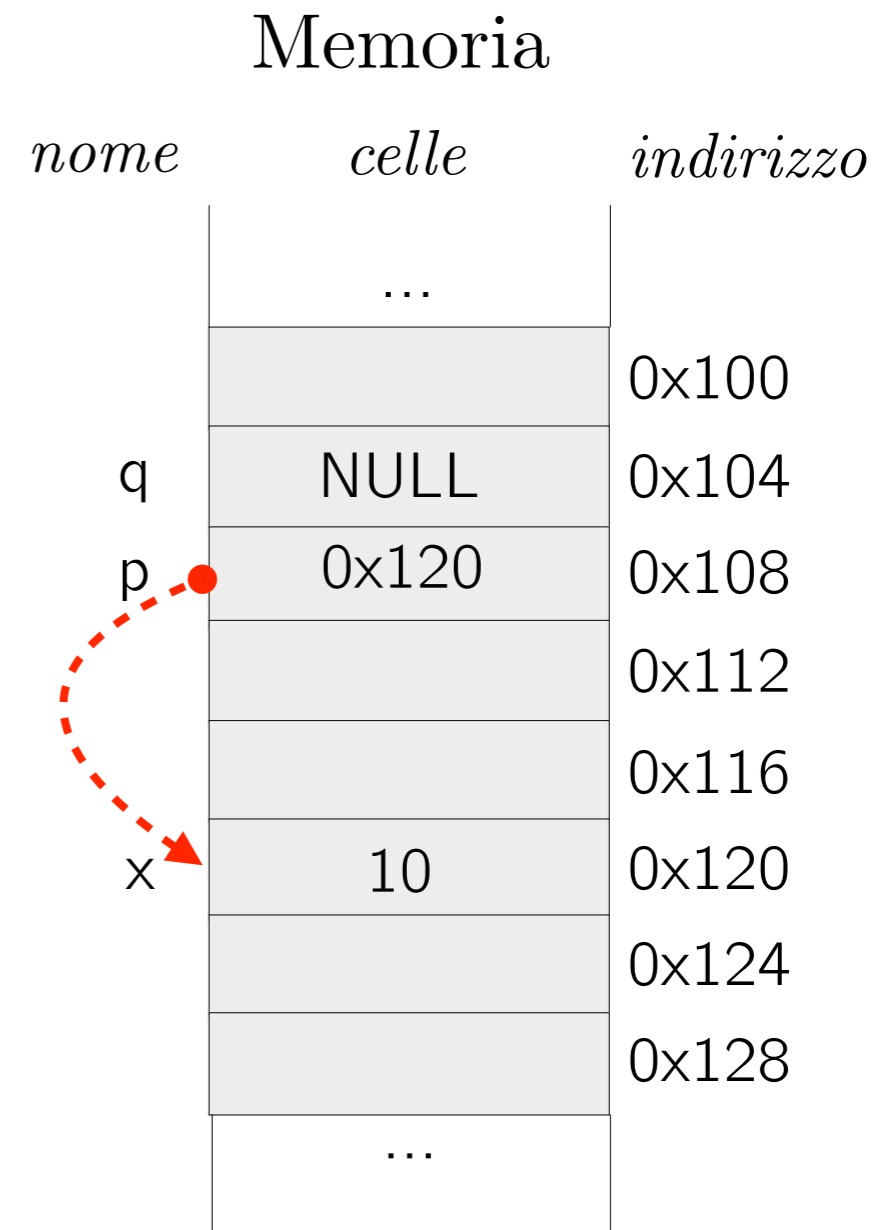 Memoria
nome celle indirizzo
...
0x100
q NULL 0x104
p 0x120 0x108
0x112
0x116
x 10 0x120
0x124
0x128
...